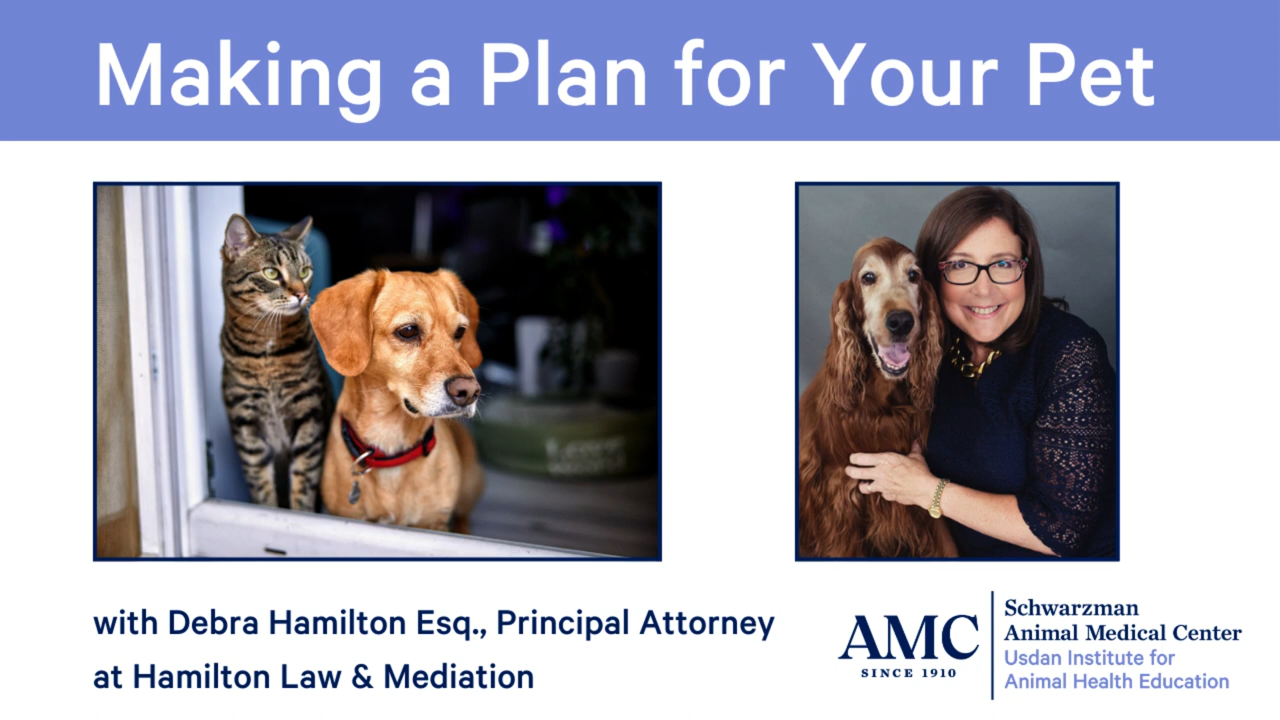 Making a Plan for Your Pet
with Debra Hamilton Esq., Principal Attorney
at Hamilton Law & Mediation
AMC
SINCE 1910
Schwarzman
Animal Medical Center
Usdan Institute for
Animal Health Education